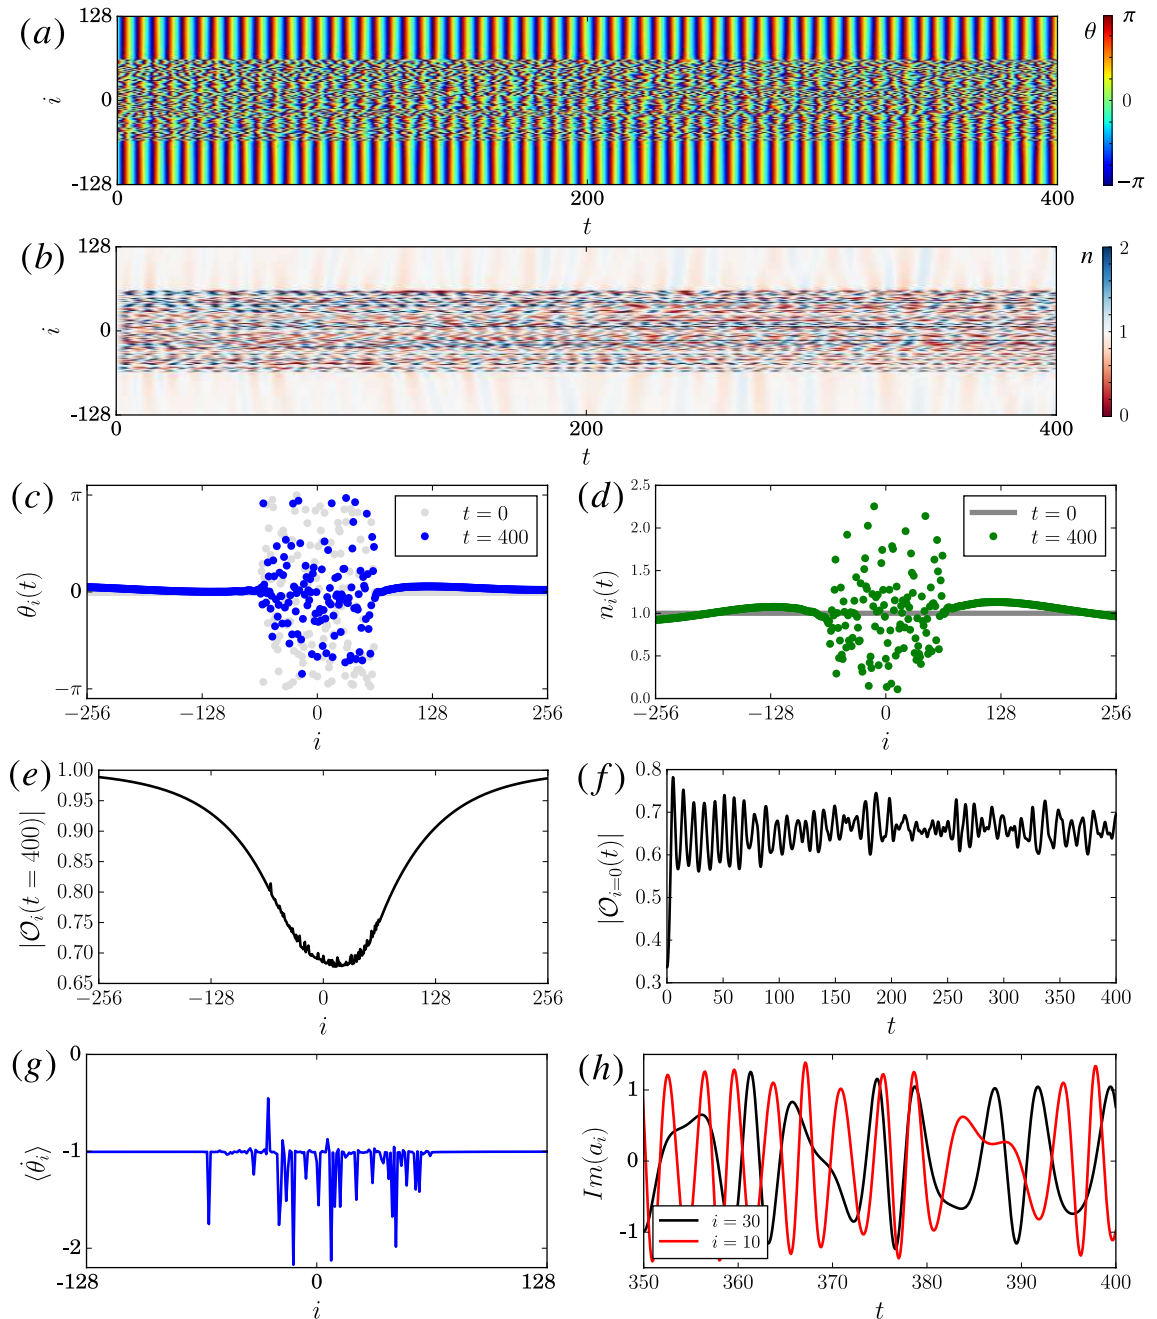 (a)
128
0
-128
i
0
200
400
t
θ
π
0
−π
(b)
128
0
-128
i
0
200
400
t
n
2
1
0
(c)
π
0
−π
θᵢ(t)
t = 0
t = 400
−256
−128
0
128
256
i
(d)
2.5
2.0
1.5
1.0
0.5
0.0
nᵢ(t)
t = 0
t = 400
−256
−128
0
128
256
i
(e)
1.00
0.95
0.90
0.85
0.80
0.75
0.70
0.65
|𝒪ᵢ(t = 400)|
−256
−128
0
128
256
i
(f)
0.8
0.7
0.6
0.5
0.4
0.3
|𝒪ᵢ₌₀(t)|
0
50
100
150
200
250
300
350
400
t
(g)
0
-1
-2
⟨θ̇ᵢ⟩
-128
0
128
i
(h)
1
0
-1
Im(aᵢ)
i = 30
i = 10
350
360
370
380
390
400
t